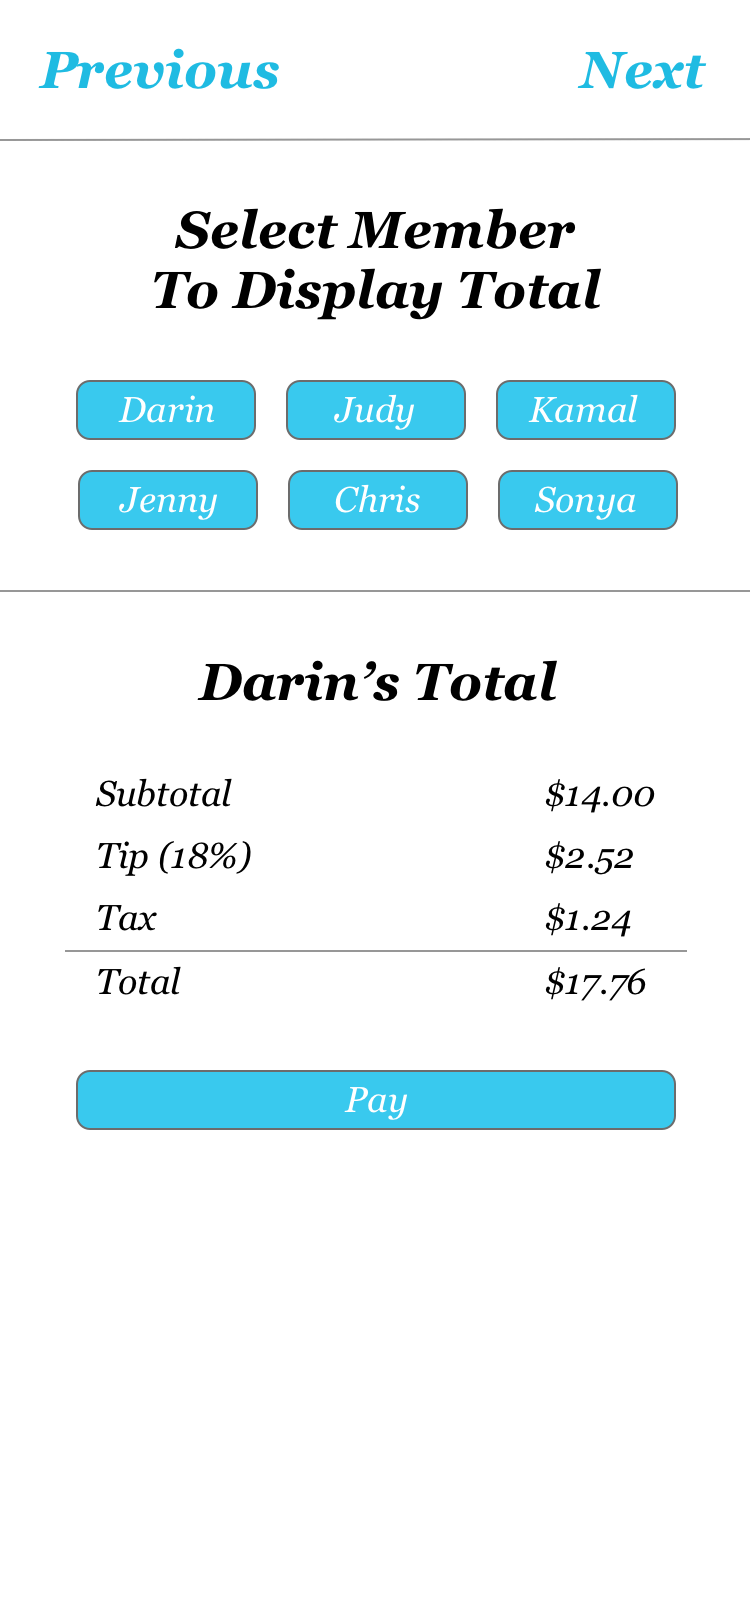 Previous Next
Select Member
To Display Total
Darin Judy Kamal
Jenny Chris Sonya
Darin’s Total
Subtotal $14.00
Tip (18%) $2.52
Tax $1.24
Total $17.76
Pay